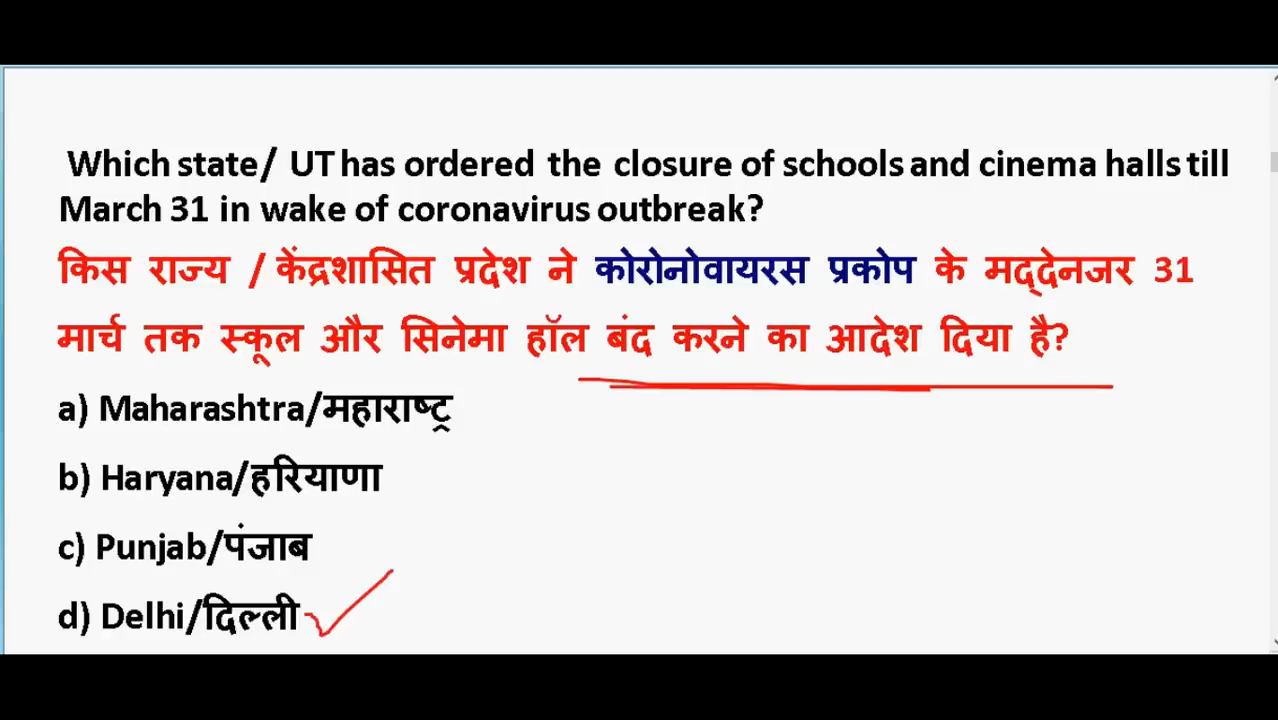 Which state/ UT has ordered the closure of schools and cinema halls till
March 31 in wake of coronavirus outbreak?
किस राज्य / केंद्रशासित प्रदेश ने कोरोनोवायरस प्रकोप के मद्देनजर 31
मार्च तक स्कूल और सिनेमा हॉल बंद करने का आदेश दिया है?
a) Maharashtra/महाराष्ट्र
b) Haryana/हरियाणा
c) Punjab/पंजाब
d) Delhi/दिल्ली